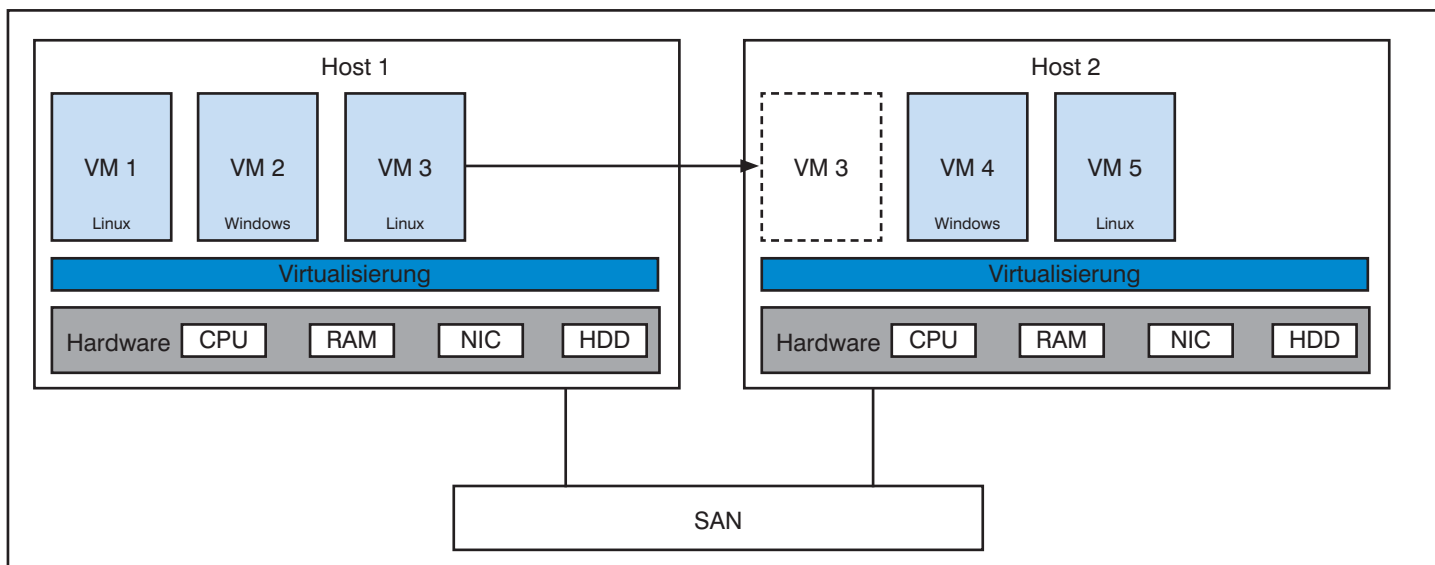 Host 1
VM 1
VM 2
VM 3
Linux
Windows
Linux
Virtualisierung
Hardware
CPU
RAM
NIC
HDD
Host 2
VM 3
VM 4
VM 5
Windows
Linux
Virtualisierung
Hardware
CPU
RAM
NIC
HDD
SAN